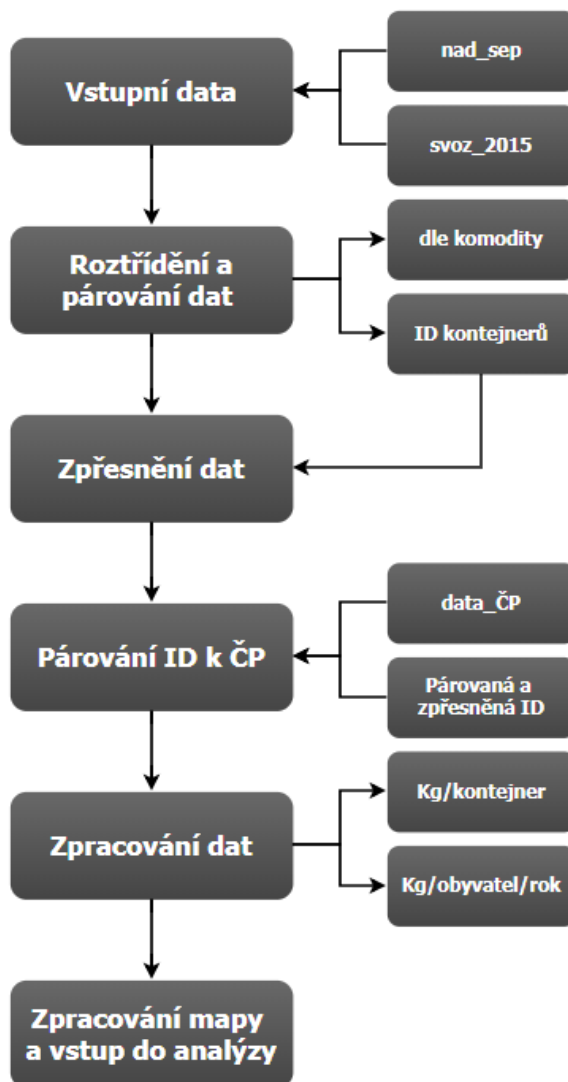 nad_sep
Vstupní data
svoz_2015
dle komodity
Roztřídění a
párování dat
ID kontejnerů
Zpřesnění dat
data_ČP
Párování ID k ČP
Párovaná a
zpřesněná ID
Kg/kontejner
Zpracování dat
Kg/obyvatel/rok
Zpracování mapy
a vstup do analýzy